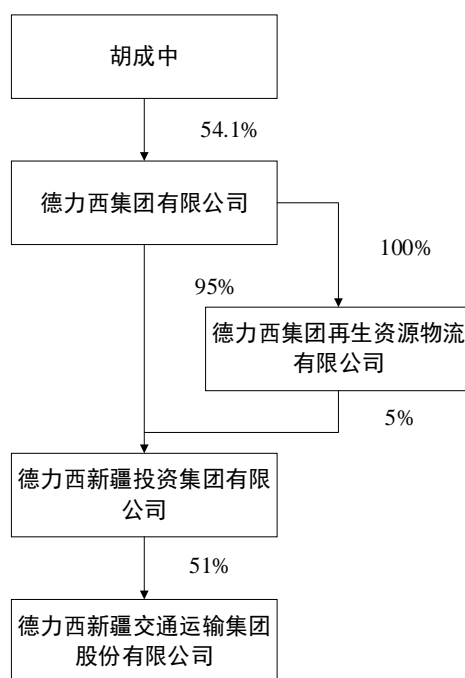 胡成中
54.1%
德力西集团有限公司
100%
95%
德力西集团再生资源物流
有限公司
5%
德力西新疆投资集团有限
公司
51%
德力西新疆交通运输集团
股份有限公司